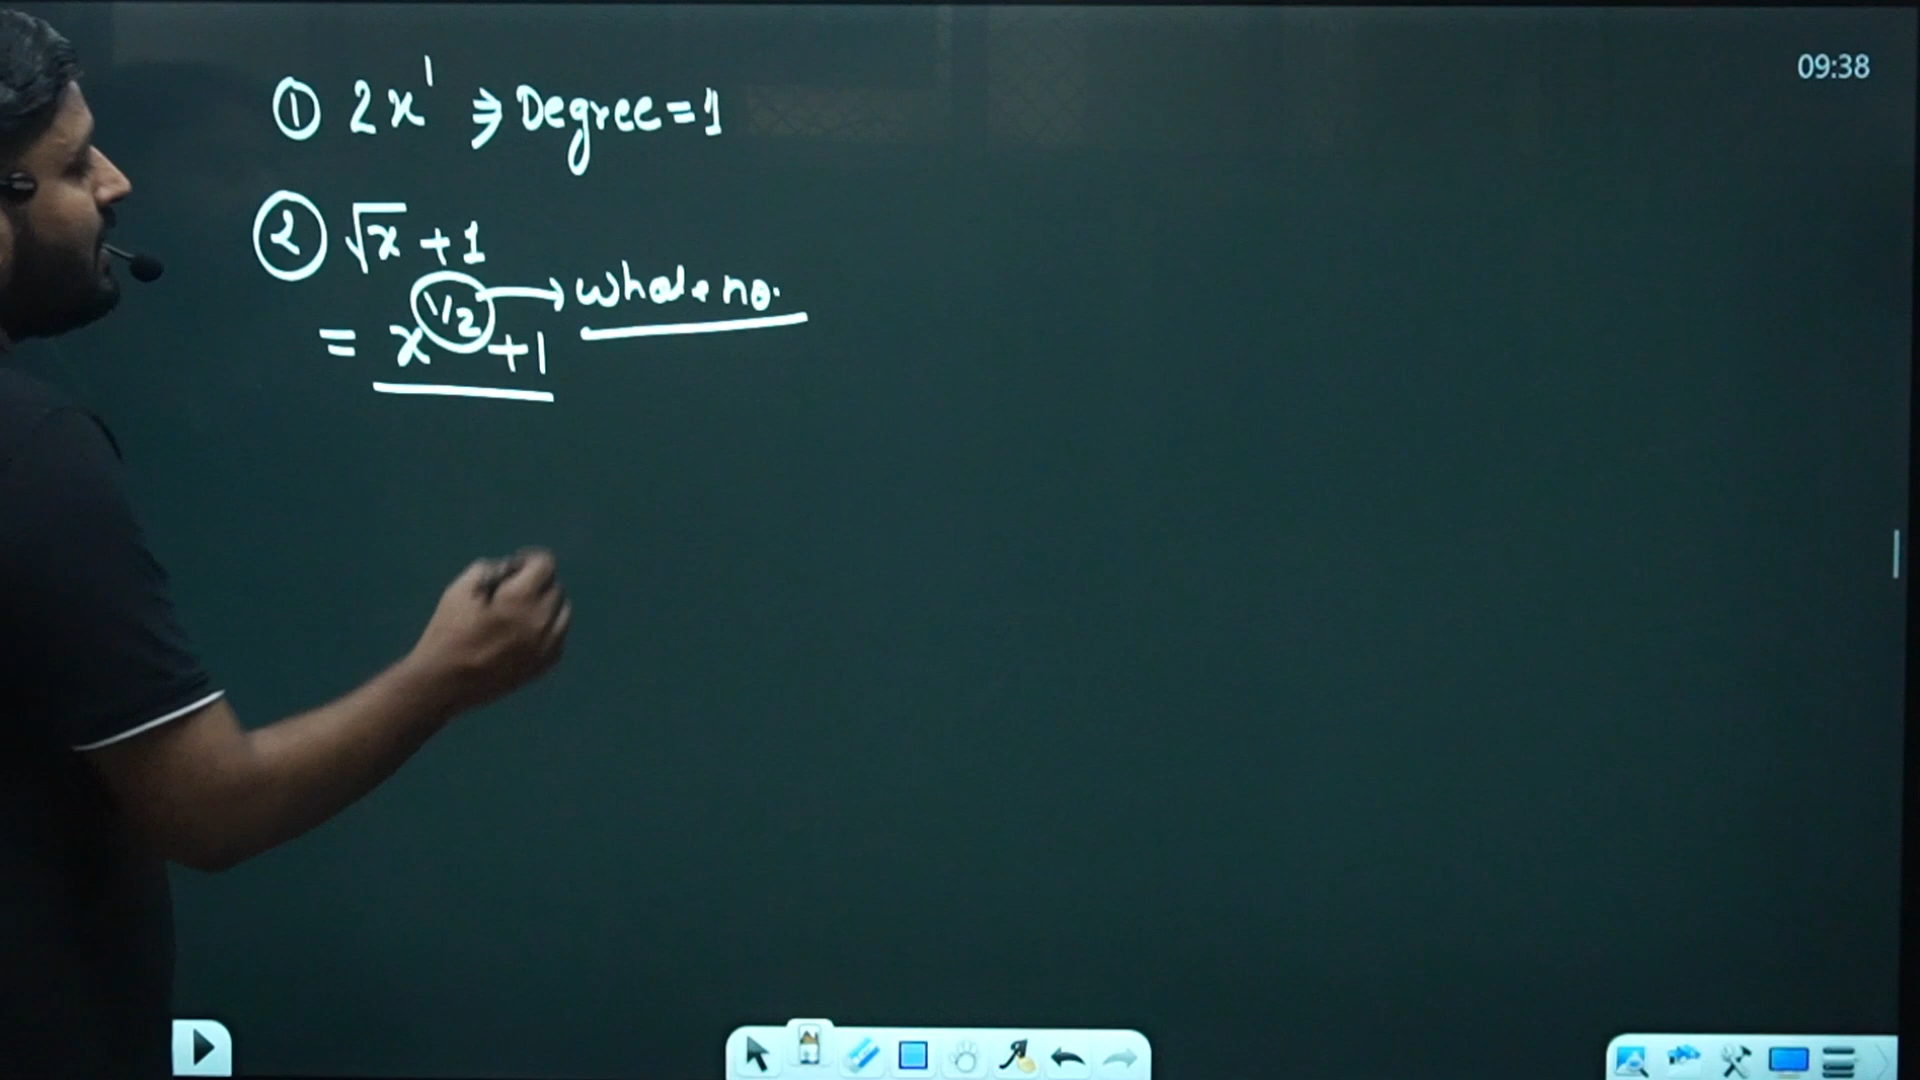 09:38
① 2x¹ ⇒ Degree = 1
② √x + 1
= x^(1/2) + 1 → whole no.